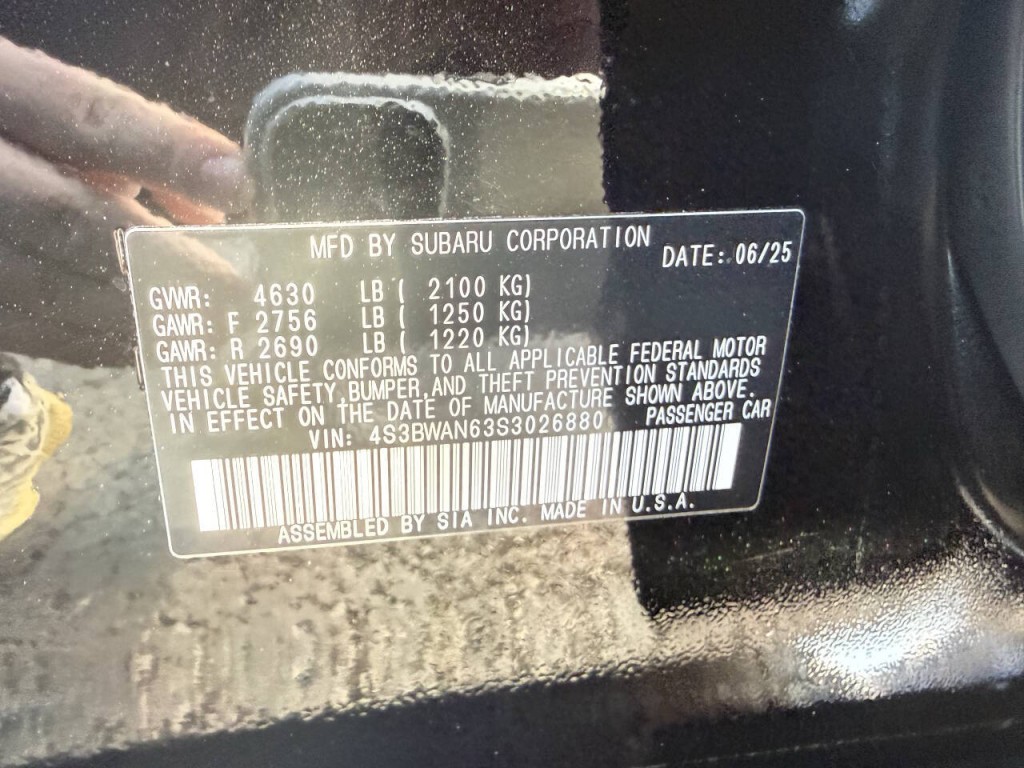 MFD BY SUBARU CORPORATION
DATE: 06/25
GVWR: 4630 LB ( 2100 KG)
GAWR: F 2756 LB ( 1250 KG)
GAWR: R 2690 LB ( 1220 KG)
THIS VEHICLE CONFORMS TO ALL APPLICABLE FEDERAL MOTOR
VEHICLE SAFETY, BUMPER, AND THEFT PREVENTION STANDARDS
IN EFFECT ON THE DATE OF MANUFACTURE SHOWN ABOVE.
VIN: 4S3BWAN63S3026880 PASSENGER CAR
ASSEMBLED BY SIA INC. MADE IN U.S.A.